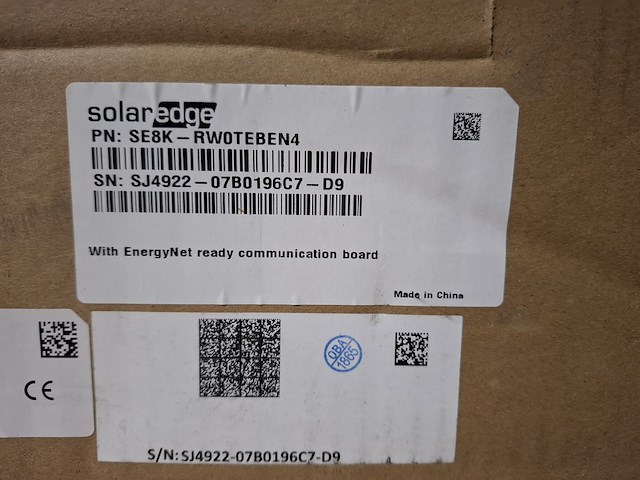 solaredge
PN: SE8K-RW0TEBEN4
SN: SJ4922-07B0196C7-D9
With EnergyNet ready communication board
Made in China
CE
OBA
1865
S/N: SJ4922-07B0196C7-D9